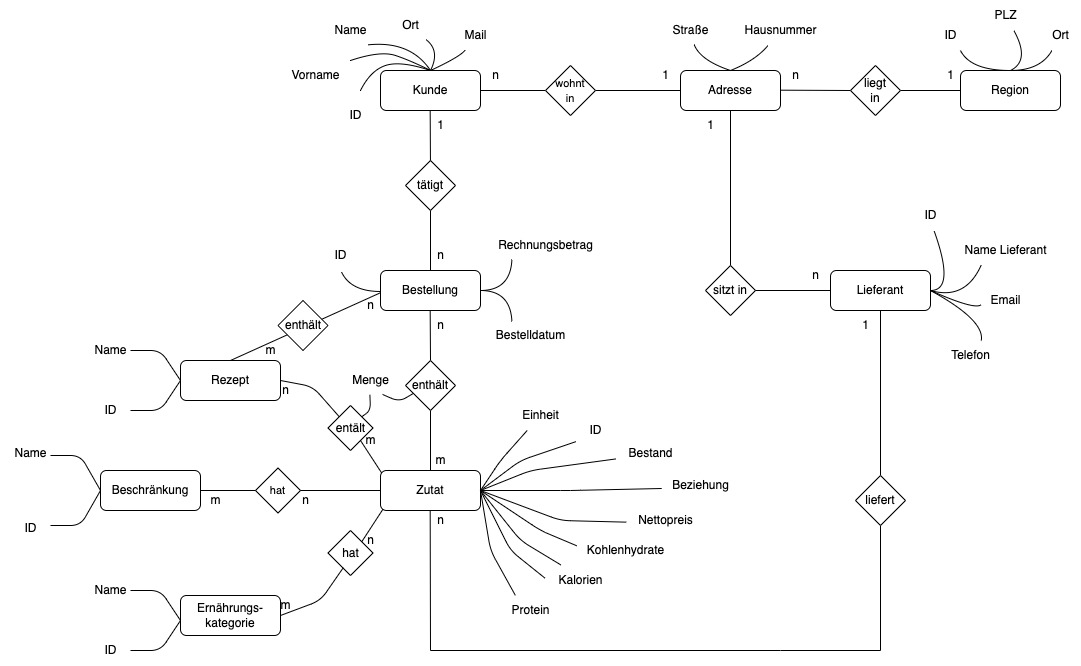 PLZ
Name
Ort
Mail
Straße
Hausnummer
ID
Ort
Vorname
Kunde
n
wohnt
in
1
Adresse
n
liegt
in
1
Region
ID
1
1
tätigt
ID
n
Rechnungsbetrag
Name Lieferant
ID
Bestellung
sitzt in
n
Lieferant
Email
n
n
1
enthält
Bestelldatum
Telefon
Name
m
Rezept
n
Menge
enthält
ID
entält
m
Einheit
ID
Name
m
Bestand
Beschränkung
m
hat
n
Zutat
Beziehung
liefert
ID
n
Nettopreis
n
hat
Kohlenhydrate
Kalorien
Name
m
Ernährungs-
kategorie
Protein
ID